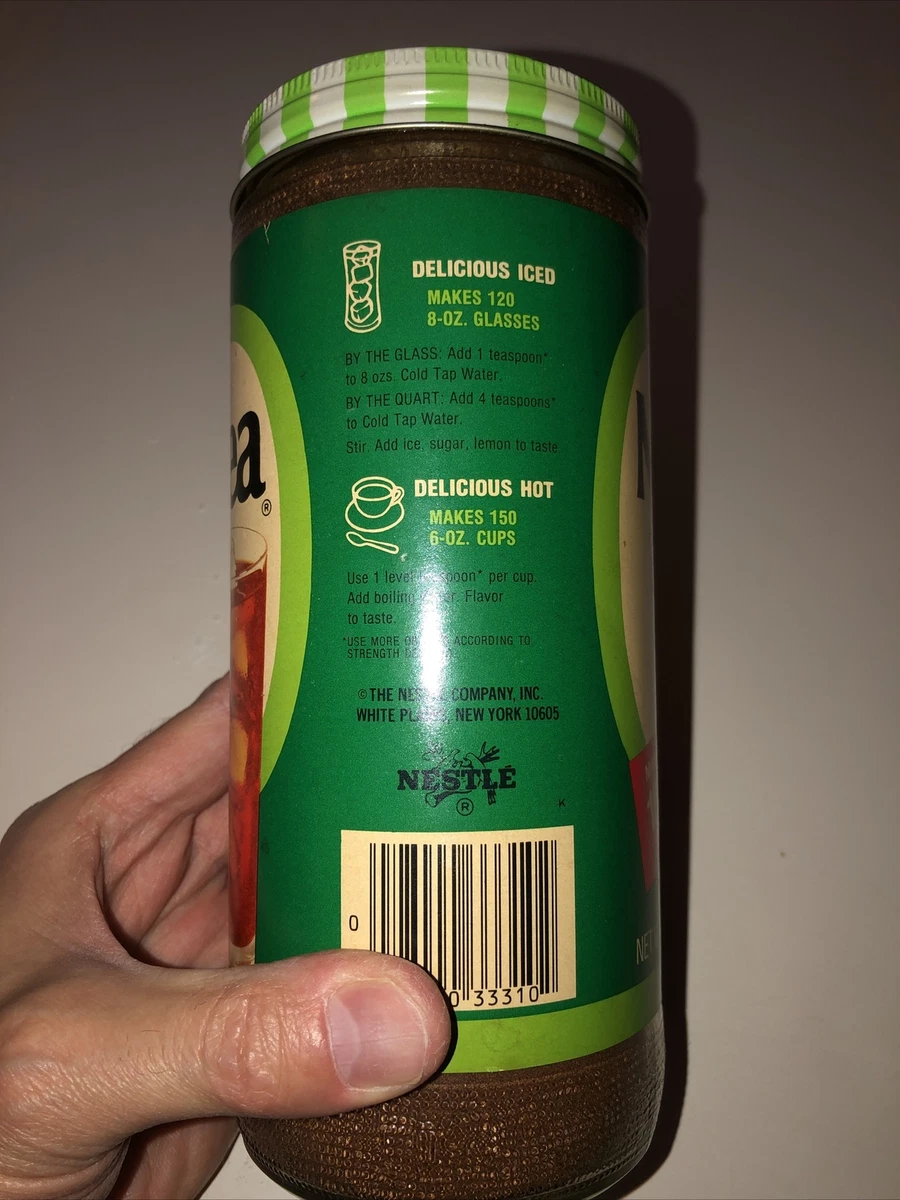 DELICIOUS ICED
MAKES 120
8-OZ. GLASSES
BY THE GLASS: Add 1 teaspoon*
to 8 ozs. Cold Tap Water.
BY THE QUART: Add 4 teaspoons*
to Cold Tap Water.
Stir. Add ice, sugar, lemon to taste.
ea®
DELICIOUS HOT
MAKES 150
6-OZ. CUPS
Use 1 level per cup.
Add boiling Flavor
to taste.
*USE MORE ACCORDING TO
STRENGTH
© THE COMPANY, INC.
WHITE NEW YORK 10605
NESTLÉ
®
K
0
33310
NET